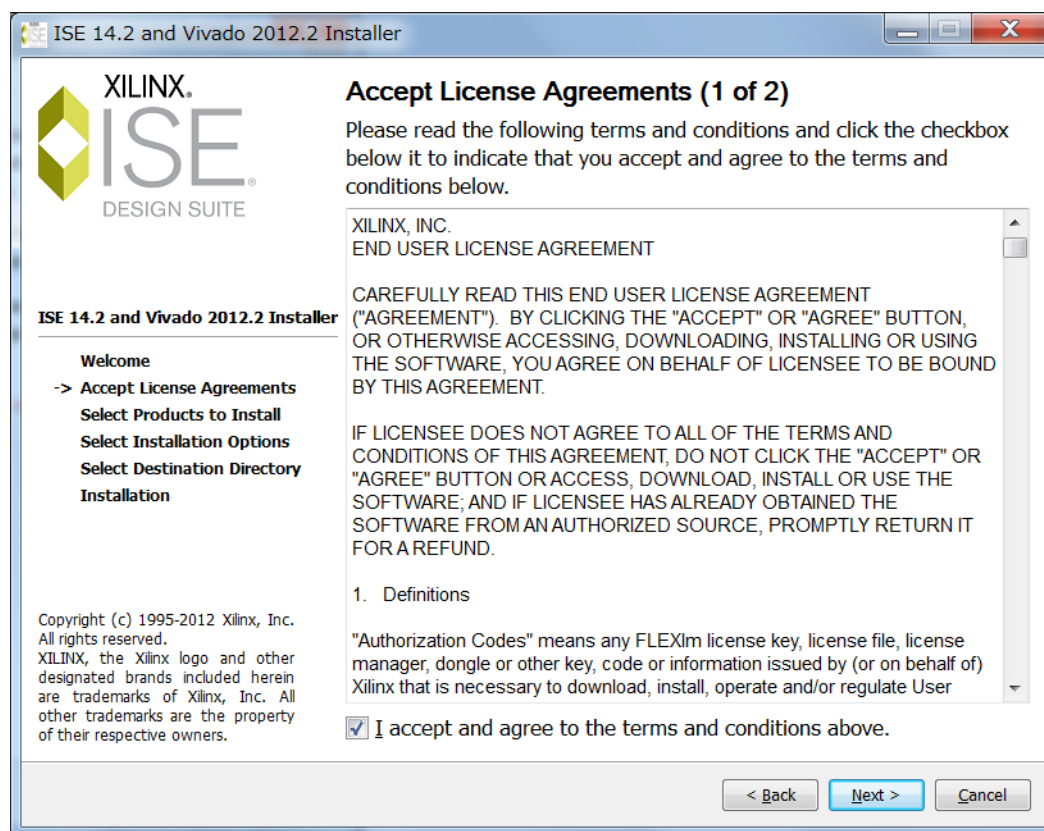 ISE 14.2 and Vivado 2012.2 Installer
XILINX®
ISE®
DESIGN SUITE
ISE 14.2 and Vivado 2012.2 Installer
Welcome
-> Accept License Agreements
Select Products to Install
Select Installation Options
Select Destination Directory
Installation
Copyright (c) 1995-2012 Xilinx, Inc.
All rights reserved.
XILINX, the Xilinx logo and other
designated brands included herein
are trademarks of Xilinx, Inc. All
other trademarks are the property
of their respective owners.
Accept License Agreements (1 of 2)
Please read the following terms and conditions and click the checkbox
below it to indicate that you accept and agree to the terms and
conditions below.
XILINX, INC.
END USER LICENSE AGREEMENT
CAREFULLY READ THIS END USER LICENSE AGREEMENT
("AGREEMENT").  BY CLICKING THE "ACCEPT" OR "AGREE" BUTTON,
OR OTHERWISE ACCESSING, DOWNLOADING, INSTALLING OR USING
THE SOFTWARE, YOU AGREE ON BEHALF OF LICENSEE TO BE BOUND
BY THIS AGREEMENT.
IF LICENSEE DOES NOT AGREE TO ALL OF THE TERMS AND
CONDITIONS OF THIS AGREEMENT, DO NOT CLICK THE "ACCEPT" OR
"AGREE" BUTTON OR ACCESS, DOWNLOAD, INSTALL OR USE THE
SOFTWARE; AND IF LICENSEE HAS ALREADY OBTAINED THE
SOFTWARE FROM AN AUTHORIZED SOURCE, PROMPTLY RETURN IT
FOR A REFUND.
1.   Definitions
"Authorization Codes" means any FLEXlm license key, license file, license
manager, dongle or other key, code or information issued by (or on behalf of)
Xilinx that is necessary to download, install, operate and/or regulate User
I accept and agree to the terms and conditions above.
< Back
Next >
Cancel